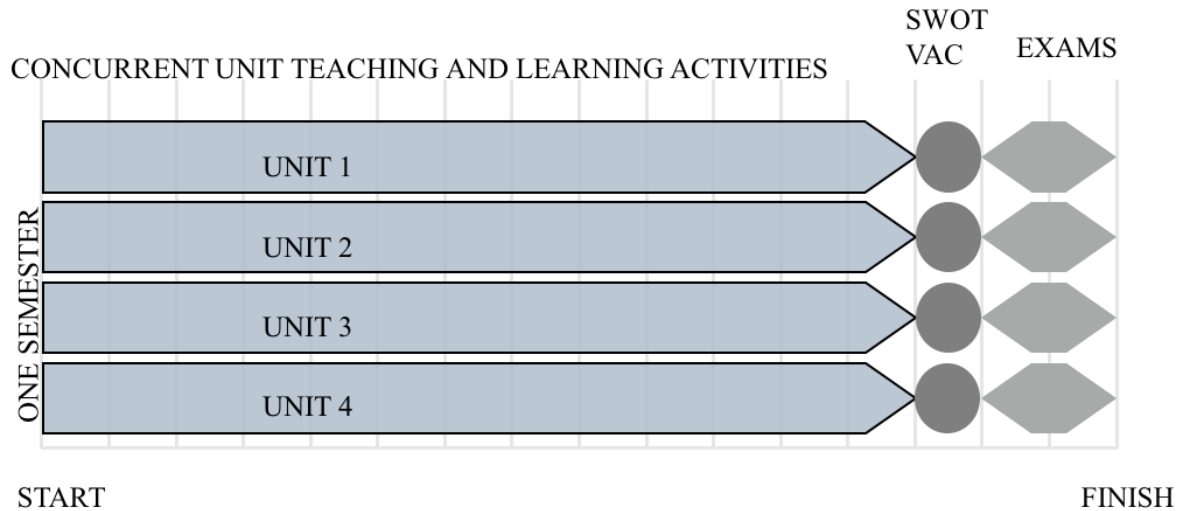 SWOT
VAC
EXAMS
CONCURRENT UNIT TEACHING AND LEARNING ACTIVITIES
UNIT 1
UNIT 2
UNIT 3
UNIT 4
ONE SEMESTER
START
FINISH